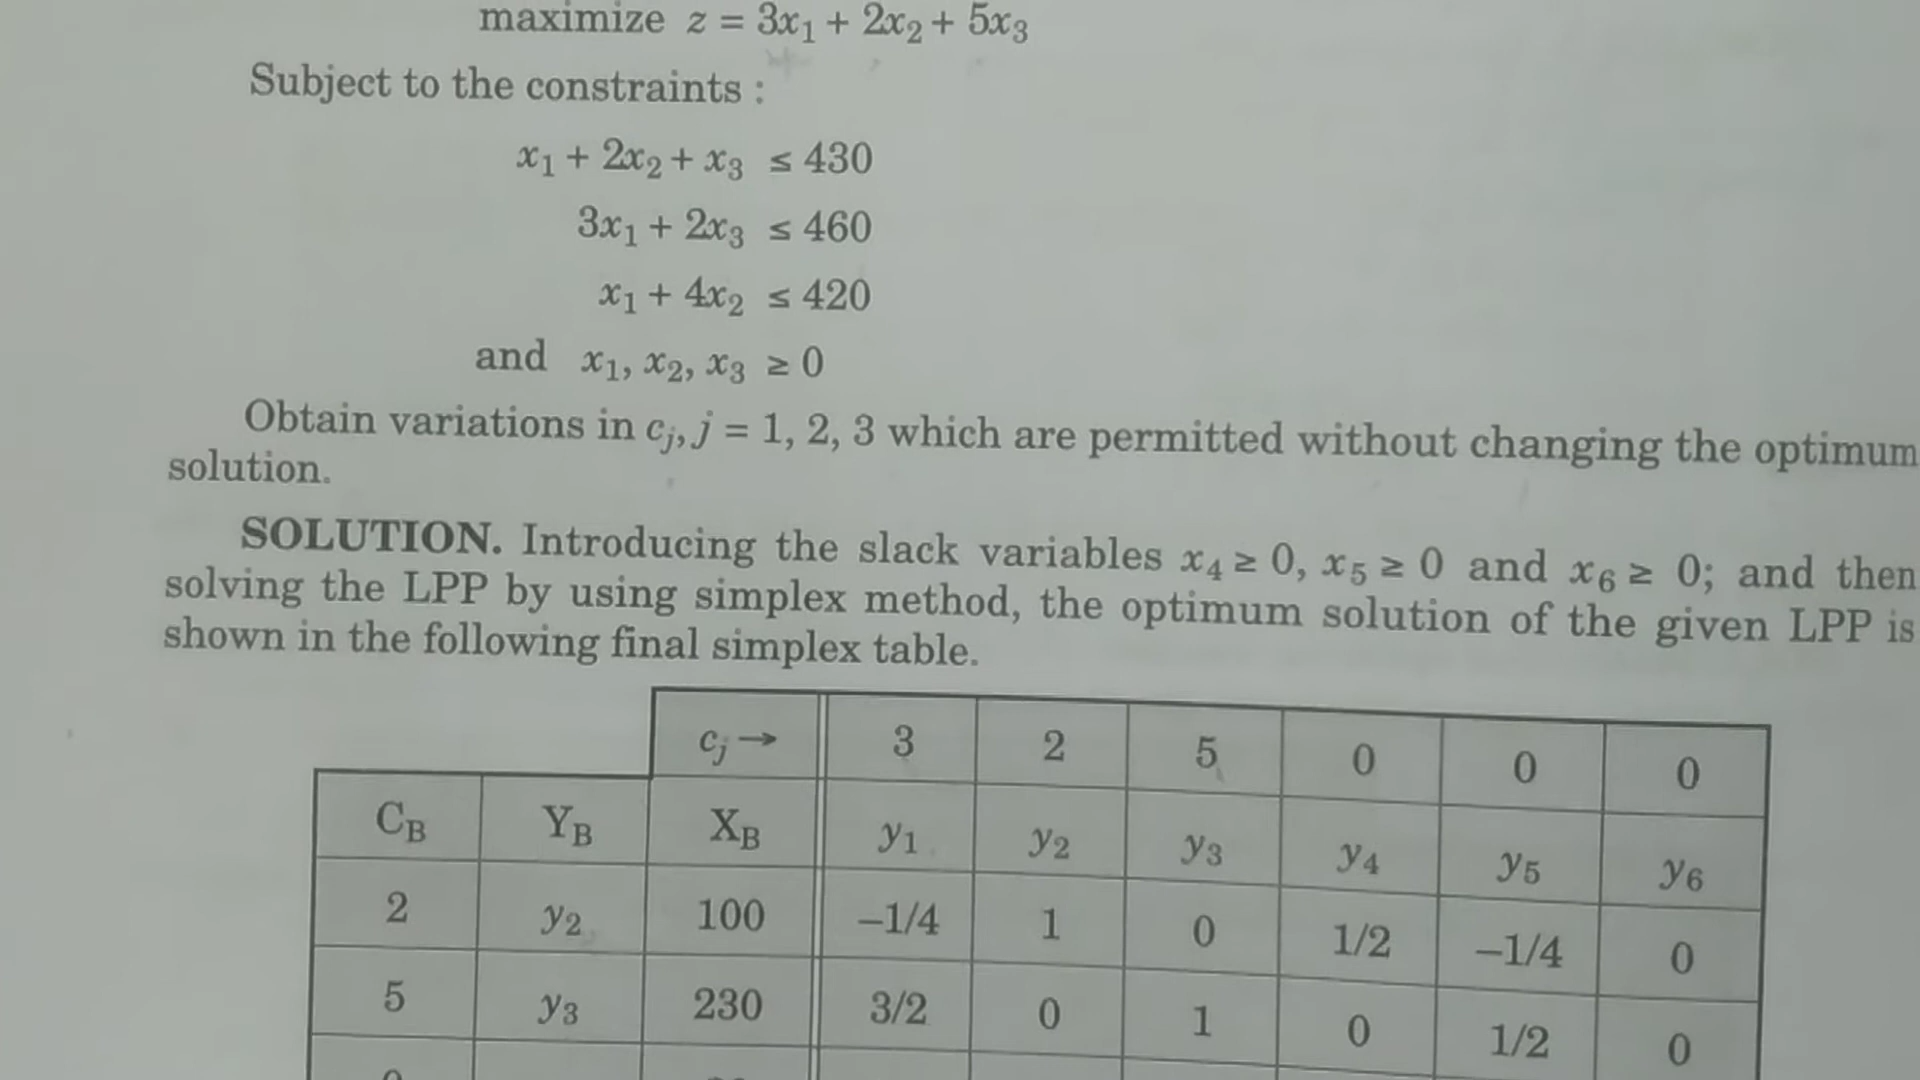 maximize z = 3x₁ + 2x₂ + 5x₃
Subject to the constraints :
x₁ + 2x₂ + x₃ ≤ 430
3x₁ + 2x₃ ≤ 460
x₁ + 4x₂ ≤ 420
and x₁, x₂, x₃ ≥ 0
Obtain variations in cⱼ, j = 1, 2, 3 which are permitted without changing the optimum
solution.
SOLUTION. Introducing the slack variables x₄ ≥ 0, x₅ ≥ 0 and x₆ ≥ 0; and then
solving the LPP by using simplex method, the optimum solution of the given LPP is
shown in the following final simplex table.
cⱼ → 3 2 5 0 0 0
C_B Y_B X_B y₁ y₂ y₃ y₄ y₅ y₆
2 y₂ 100 –1/4 1 0 1/2 –1/4 0
5 y₃ 230 3/2 0 1 0 1/2 0